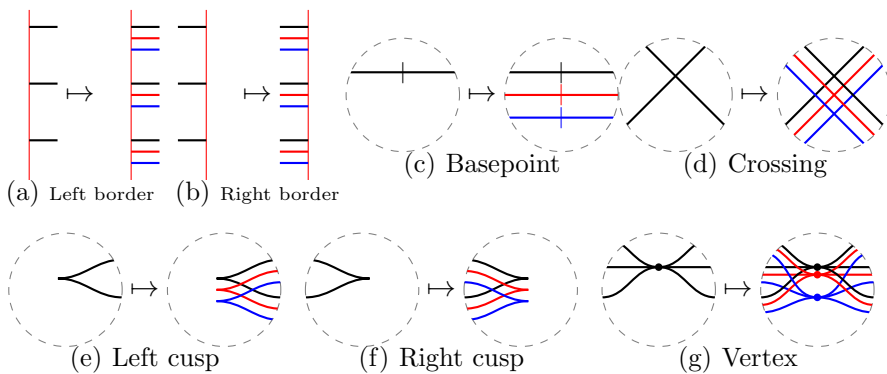 (c) Basepoint
(d) Crossing
(a) Left border
(b) Right border
(e) Left cusp
(f) Right cusp
(g) Vertex